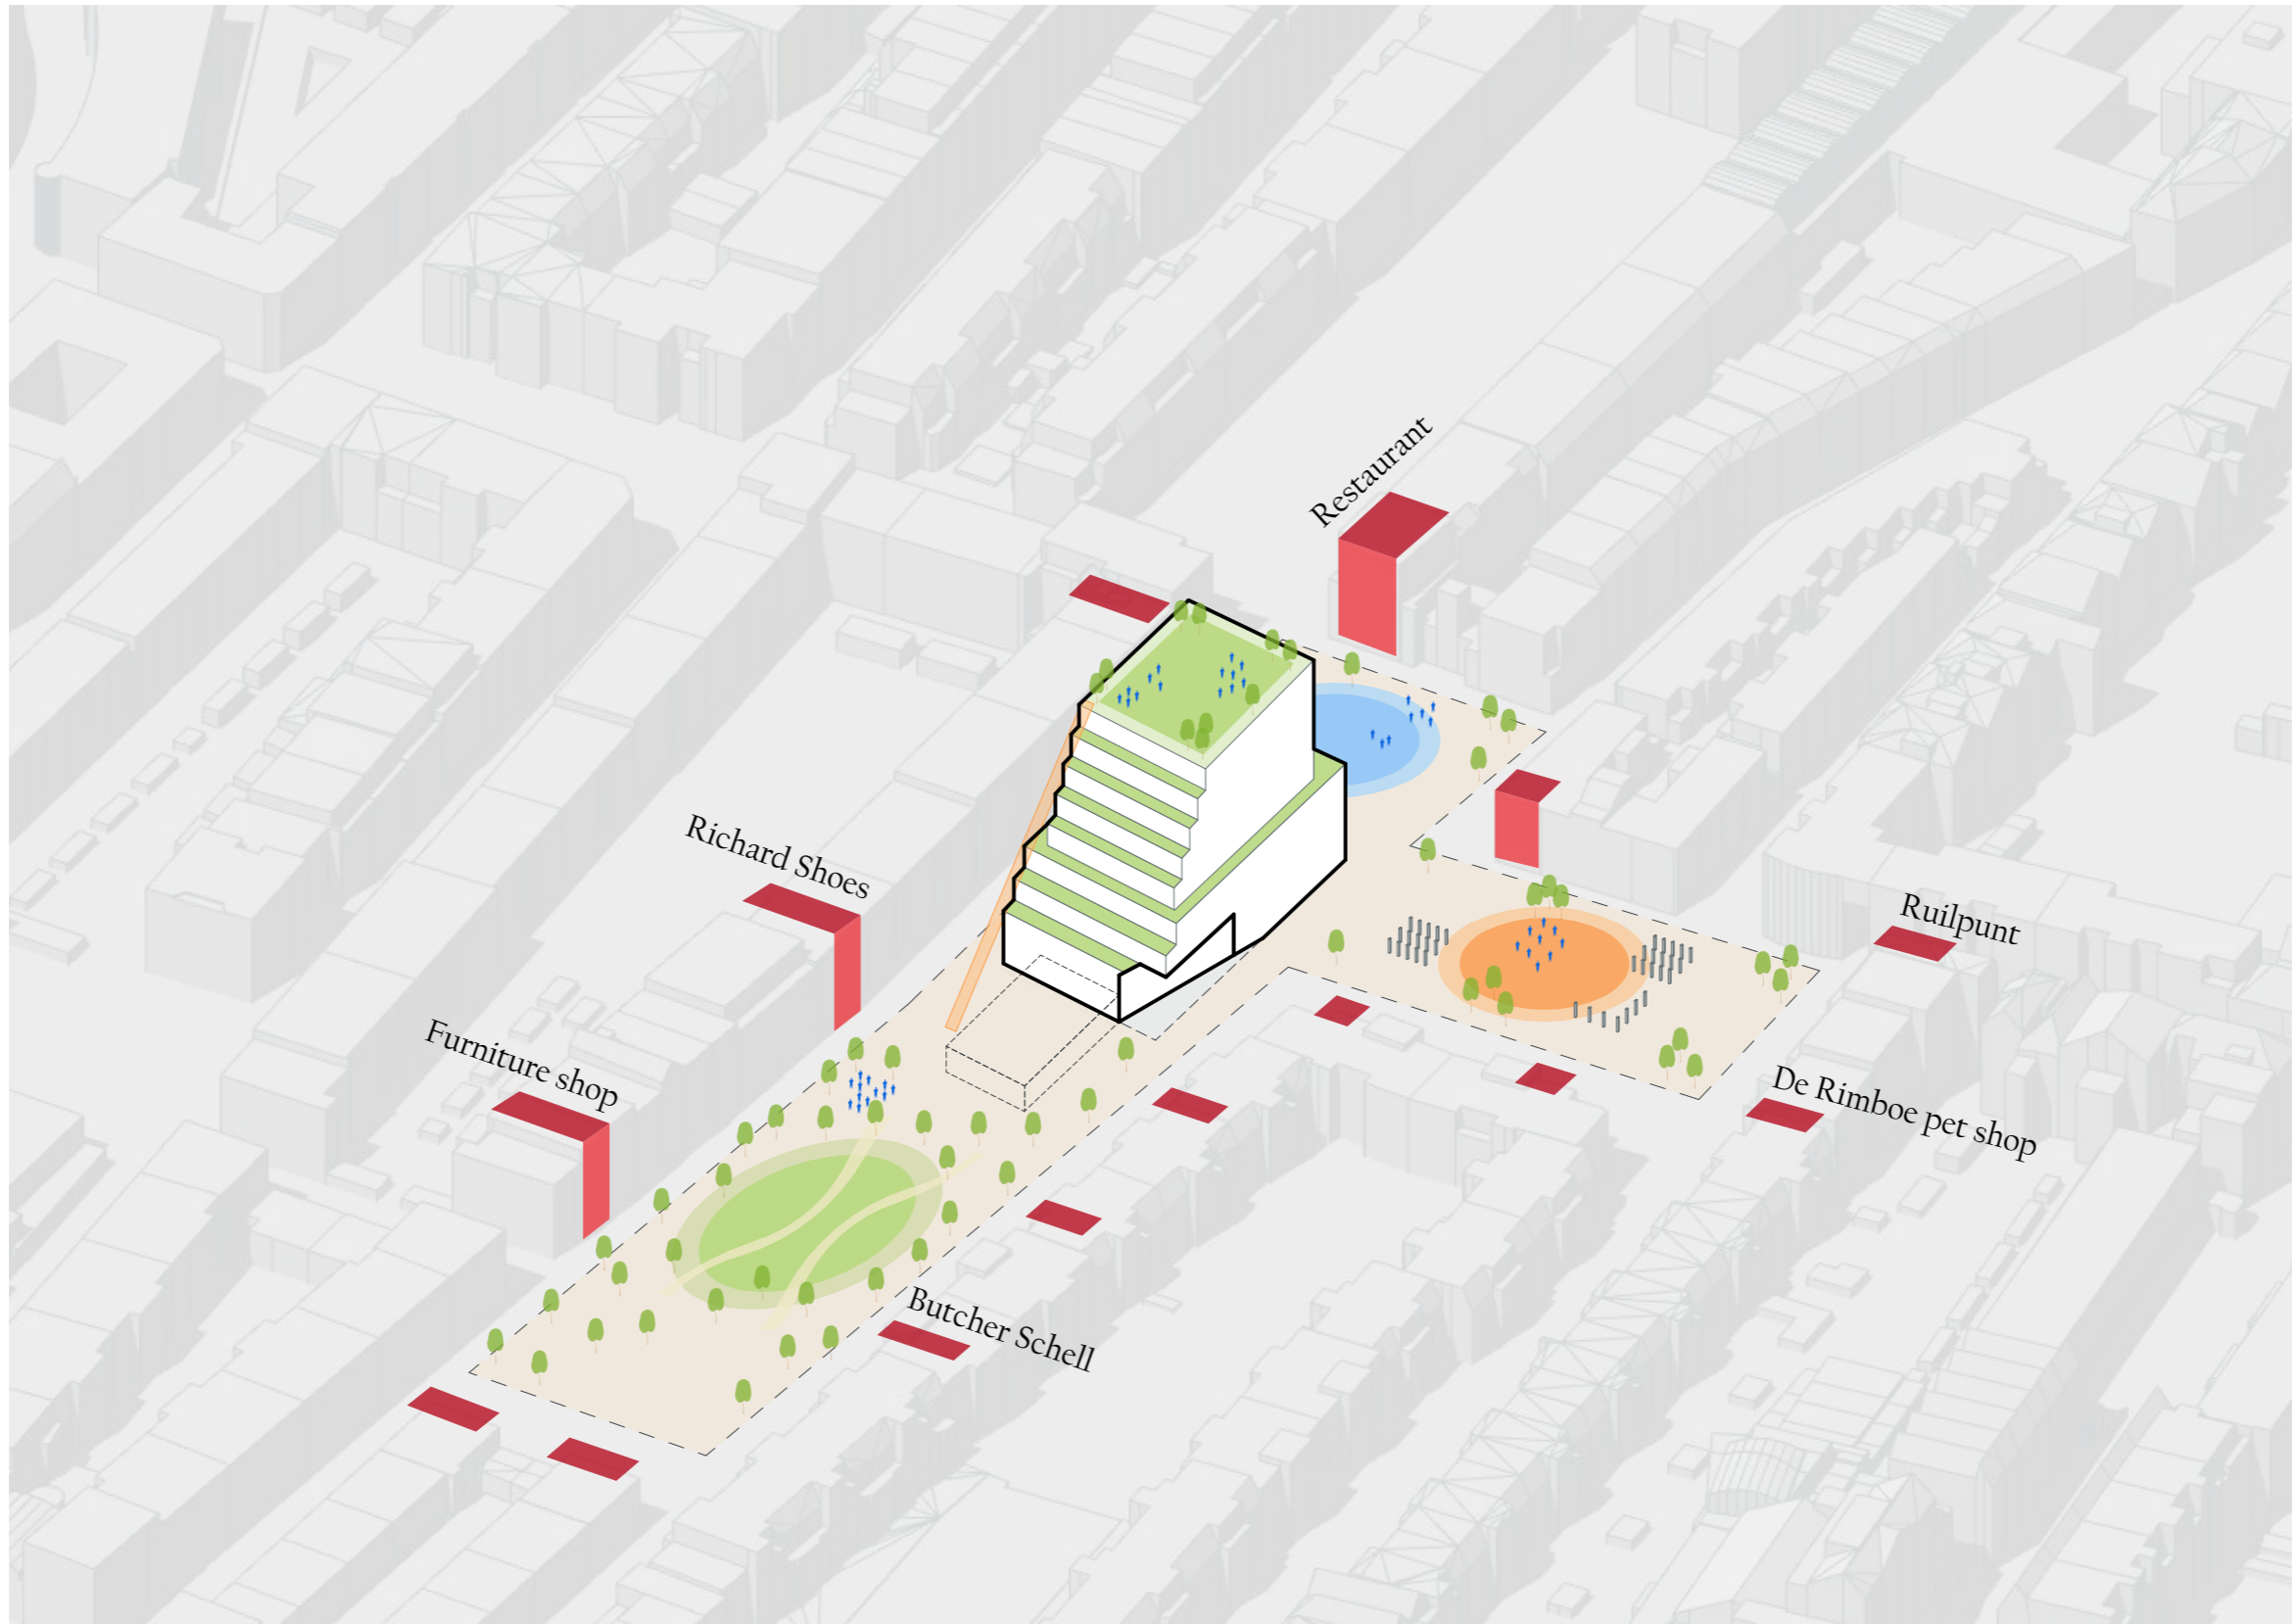 Restaurant
Richard Shoes
Ruilpunt
Furniture shop
De Rimboe pet shop
Butcher Schell